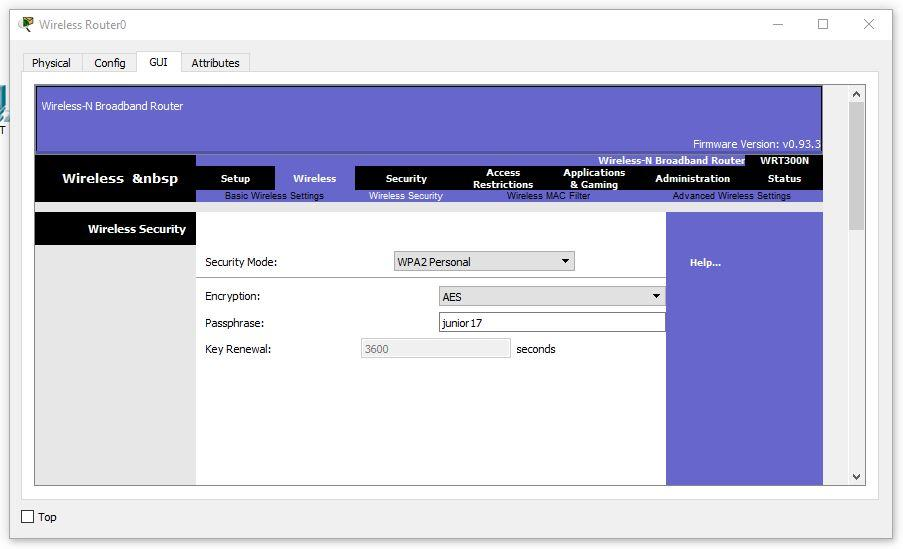 Wireless Router0
Physical Config GUI Attributes
T
Wireless-N Broadband Router
Firmware Version: v0.93.3
Wireless-N Broadband Router WRT300N
Wireless &nbsp
Setup Wireless Security Access Restrictions Applications & Gaming Administration Status
Basic Wireless Settings Wireless Security Wireless MAC Filter Advanced Wireless Settings
Wireless Security
Security Mode: WPA2 Personal
Help...
Encryption: AES
Passphrase: junior17
Key Renewal: 3600 seconds
Top